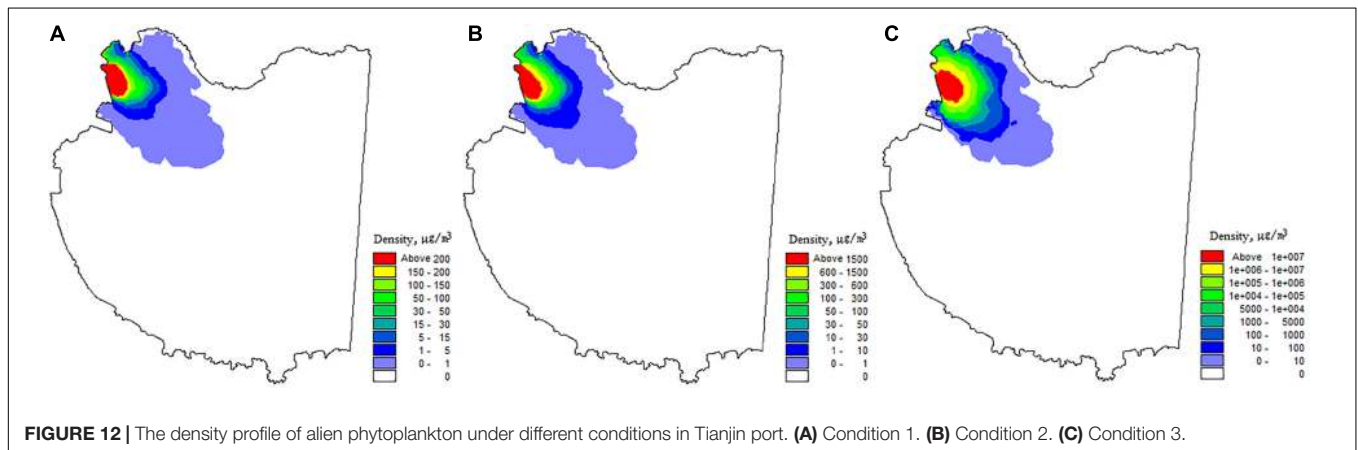 A
B
C
Density, μg/m³
Above 200
150 - 200
100 - 150
50 - 100
30 - 50
15 - 30
5 - 15
1 - 5
0 - 1
0
Density, μg/m³
Above 1500
600 - 1500
300 - 600
100 - 300
50 - 100
30 - 50
10 - 30
1 - 10
0 - 1
0
Density, μg/m³
Above 1e+007
1e+006 - 1e+007
1e+005 - 1e+006
1e+004 - 1e+005
5000 - 1e+004
1000 - 5000
100 - 1000
10 - 100
0 - 10
0
FIGURE 12 | The density profile of alien phytoplankton under different conditions in Tianjin port. (A) Condition 1. (B) Condition 2. (C) Condition 3.